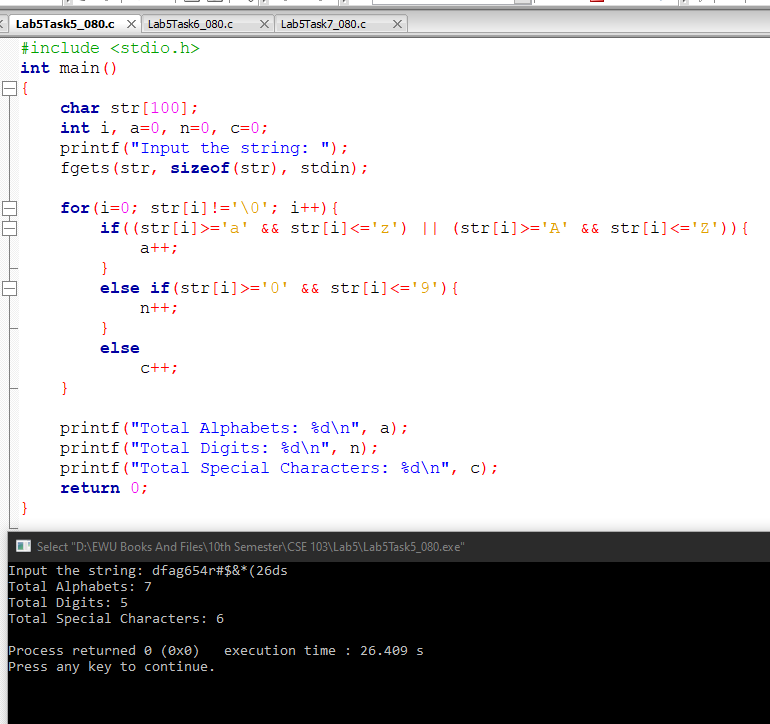 Lab5Task5_080.c Lab5Task6_080.c Lab5Task7_080.c
#include <stdio.h>
int main()
{
    char str[100];
    int i, a=0, n=0, c=0;
    printf("Input the string: ");
    fgets(str, sizeof(str), stdin);

    for(i=0; str[i]!='\0'; i++){
        if((str[i]>='a' && str[i]<='z') || (str[i]>='A' && str[i]<='Z')){
            a++;
        }
        else if(str[i]>='0' && str[i]<='9'){
            n++;
        }
        else
            c++;
    }

    printf("Total Alphabets: %d\n", a);
    printf("Total Digits: %d\n", n);
    printf("Total Special Characters: %d\n", c);
    return 0;
}
Select "D:\EWU Books And Files\10th Semester\CSE 103\Lab5\Lab5Task5_080.exe"
Input the string: dfag654r#$&*(26ds
Total Alphabets: 7
Total Digits: 5
Total Special Characters: 6

Process returned 0 (0x0)   execution time : 26.409 s
Press any key to continue.